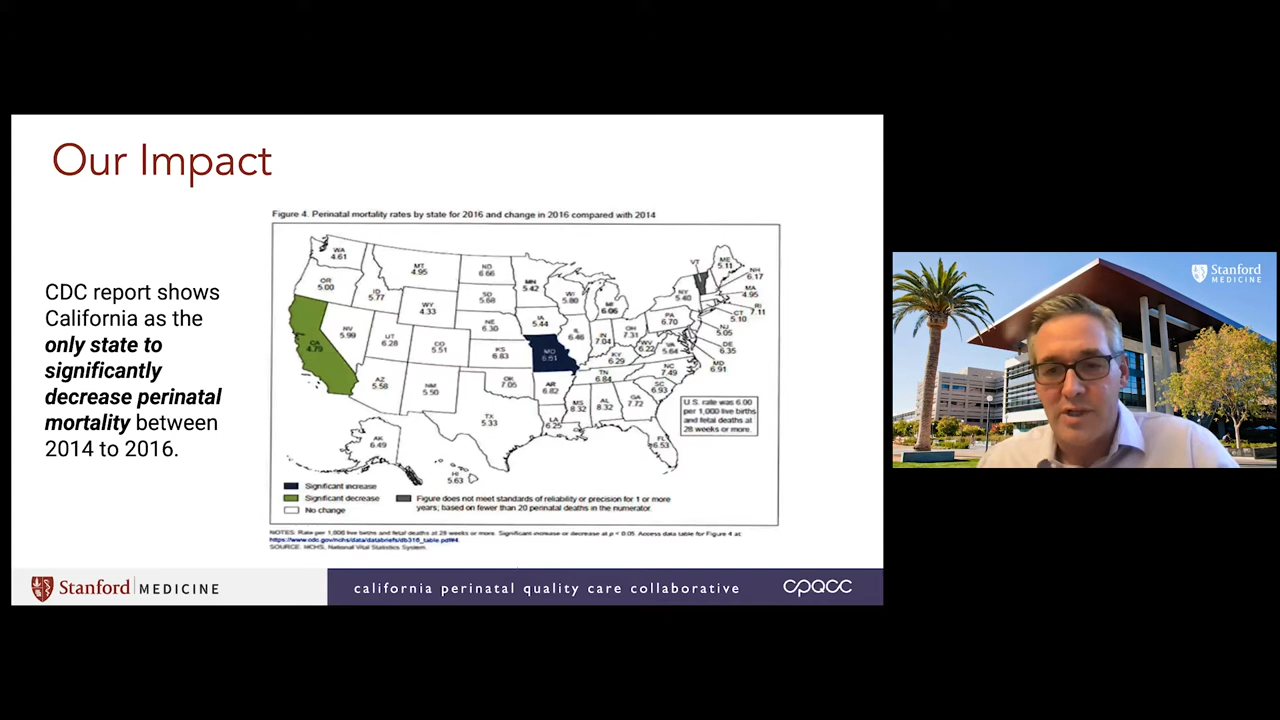 Our Impact
CDC report shows
California as the
only state to
significantly
decrease perinatal
mortality between
2014 to 2016.
Figure 4. Perinatal mortality rates by state for 2016 and change in 2016 compared with 2014
WA
4.61
OR
5.00
CA
4.79
NV
5.99
ID
5.77
MT
4.95
WY
4.33
UT
6.28
AZ
5.58
CO
5.51
NM
5.50
ND
6.66
SD
5.68
NE
6.30
KS
6.83
OK
7.05
TX
5.33
MN
5.42
IA
5.44
MO
6.61
AR
6.82
LA
6.25
WI
5.80
IL
6.46
MI
6.06
IN
7.04
OH
7.31
KY
6.29
TN
6.84
MS
8.32
AL
8.32
GA
7.72
FL
6.53
SC
6.93
NC
7.49
VA
5.64
WV
6.22
PA
6.70
NY
5.40
VT
ME
5.11
NH
6.17
MA
4.95
RI
7.11
CT
5.10
NJ
5.05
DE
6.35
MD
6.91
AK
6.49
HI
5.63
U.S. rate was 6.00
per 1,000 live births
and fetal deaths at
28 weeks or more.
Significant increase
Significant decrease
No change
Figure does not meet standards of reliability or precision for 1 or more
years; based on fewer than 20 perinatal deaths in the numerator.
NOTES: Rate per 1,000 live births and fetal deaths at 28 weeks or more. Significant increase or decrease at p < 0.05. Access data table for Figure 4 at
https://www.cdc.gov/nchs/data/databriefs/db316_table.pdf#4.
SOURCE: NCHS, National Vital Statistics System.
Stanford MEDICINE
california perinatal quality care collaborative
cpqcc
Stanford
MEDICINE